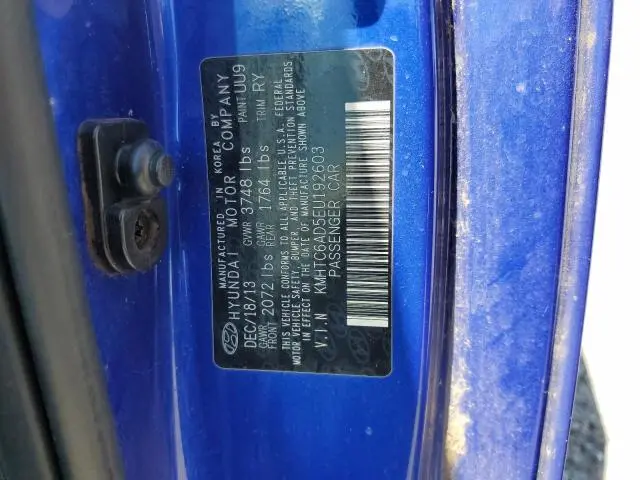 MANUFACTURED IN KOREA BY
HYUNDAI MOTOR COMPANY
DEC/18/13 GVWR 3748 lbs PAINT UU9
GAWR FRONT 2072 lbs GAWR REAR 1764 lbs TRIM RY
THIS VEHICLE CONFORMS TO ALL APPLICABLE U.S.A. FEDERAL
MOTOR VEHICLE SAFETY, BUMPER, AND THEFT PREVENTION STANDARDS
IN EFFECT ON THE DATE OF MANUFACTURE SHOWN ABOVE
V.I.N KMHTC6AD5EU192603
PASSENGER CAR